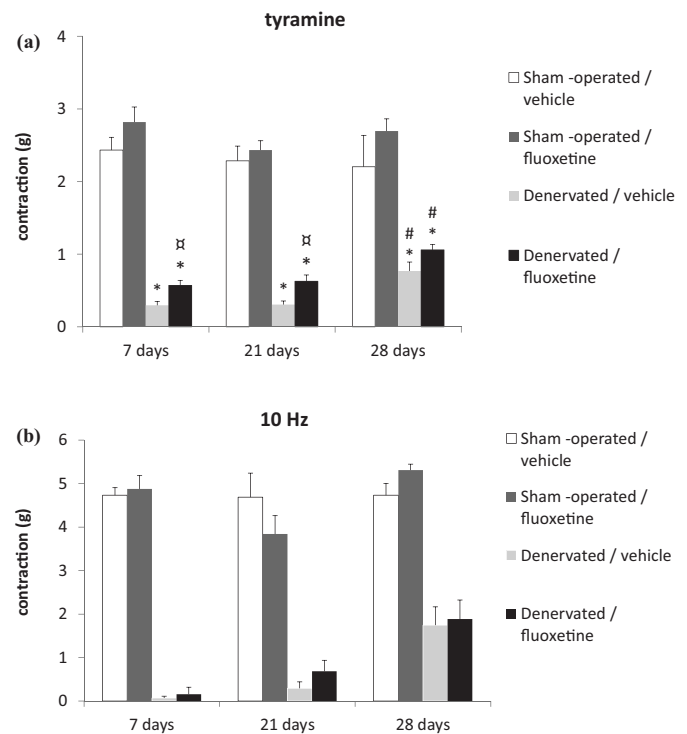 tyramine
(a)
4
3
2
1
0
contraction (g)
¤
*
*
¤
*
*
#
*
#
*
7 days
21 days
28 days
Sham -operated /
vehicle
Sham -operated /
fluoxetine
Denervated / vehicle
Denervated /
fluoxetine
10 Hz
(b)
6
5
4
3
2
1
0
contraction (g)
7 days
21 days
28 days
Sham -operated /
vehicle
Sham -operated /
fluoxetine
Denervated / vehicle
Denervated /
fluoxetine